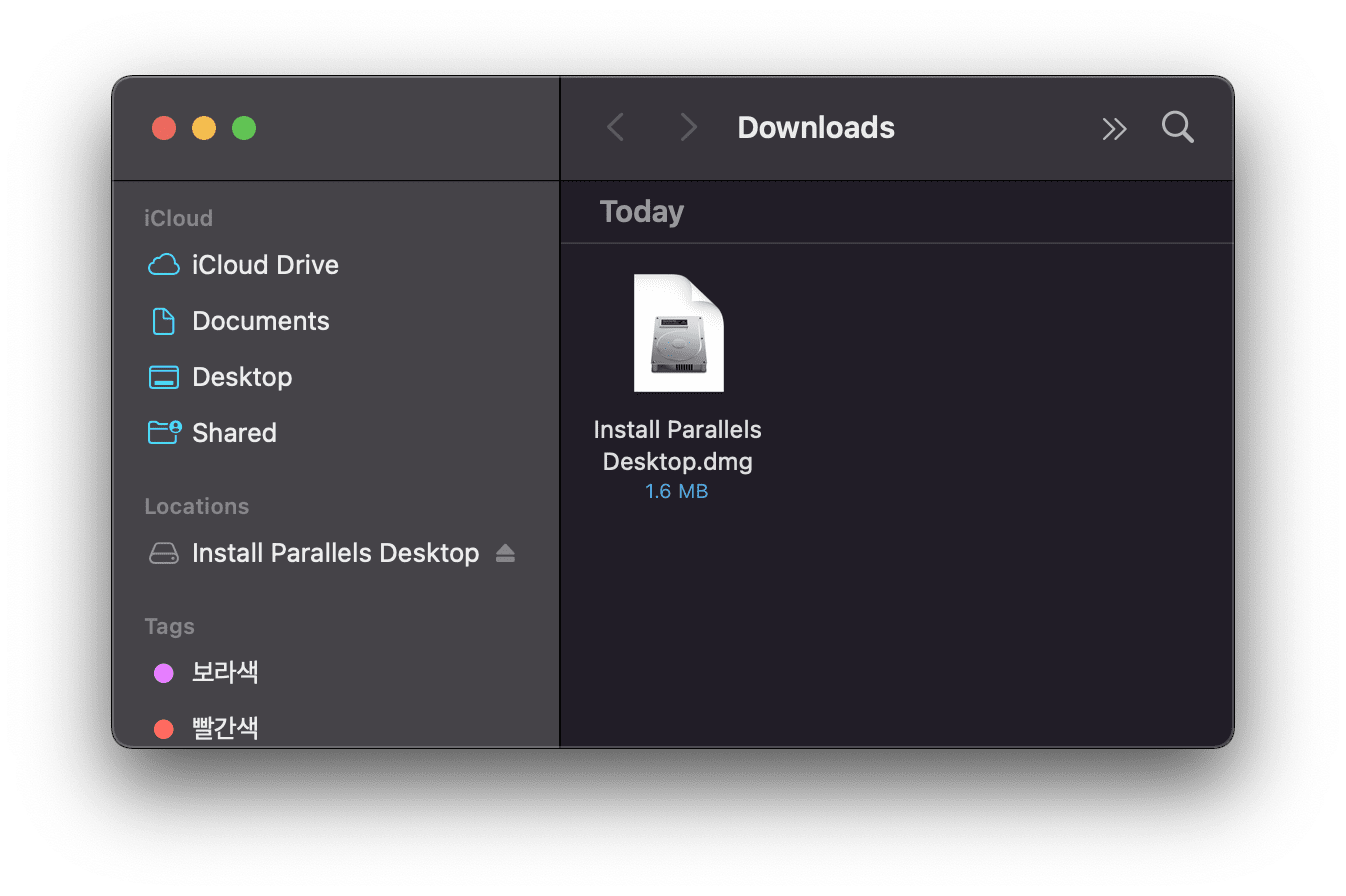 Downloads
iCloud
iCloud Drive
Documents
Desktop
Shared
Locations
Install Parallels Desktop
Tags
보라색
빨간색
Today
Install Parallels
Desktop.dmg
1.6 MB